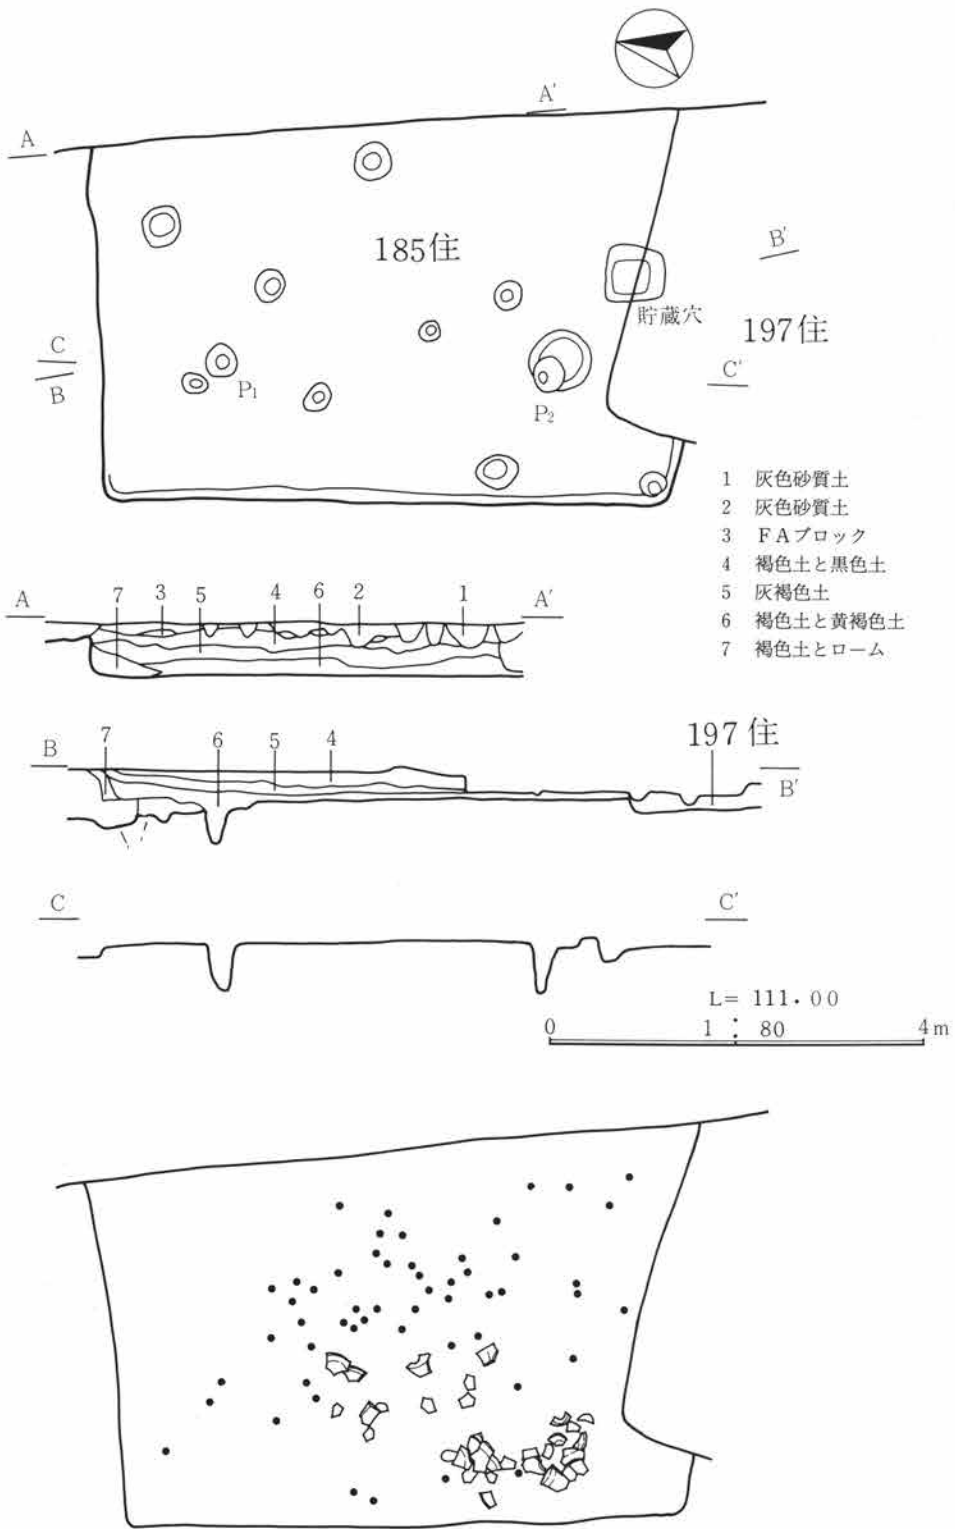 A
A'
185住
B'
貯蔵穴
197住
C
B
P1
C'
P2
1 灰色砂質土
2 灰色砂質土
3 FAブロック
4 褐色土と黒色土
5 灰褐色土
6 褐色土と黄褐色土
7 褐色土とローム
A 7 3 5 4 6 2 1 A'
B 7 6 5 4 197住 B'
C C'
L= 111.00
0 1 : 80 4m